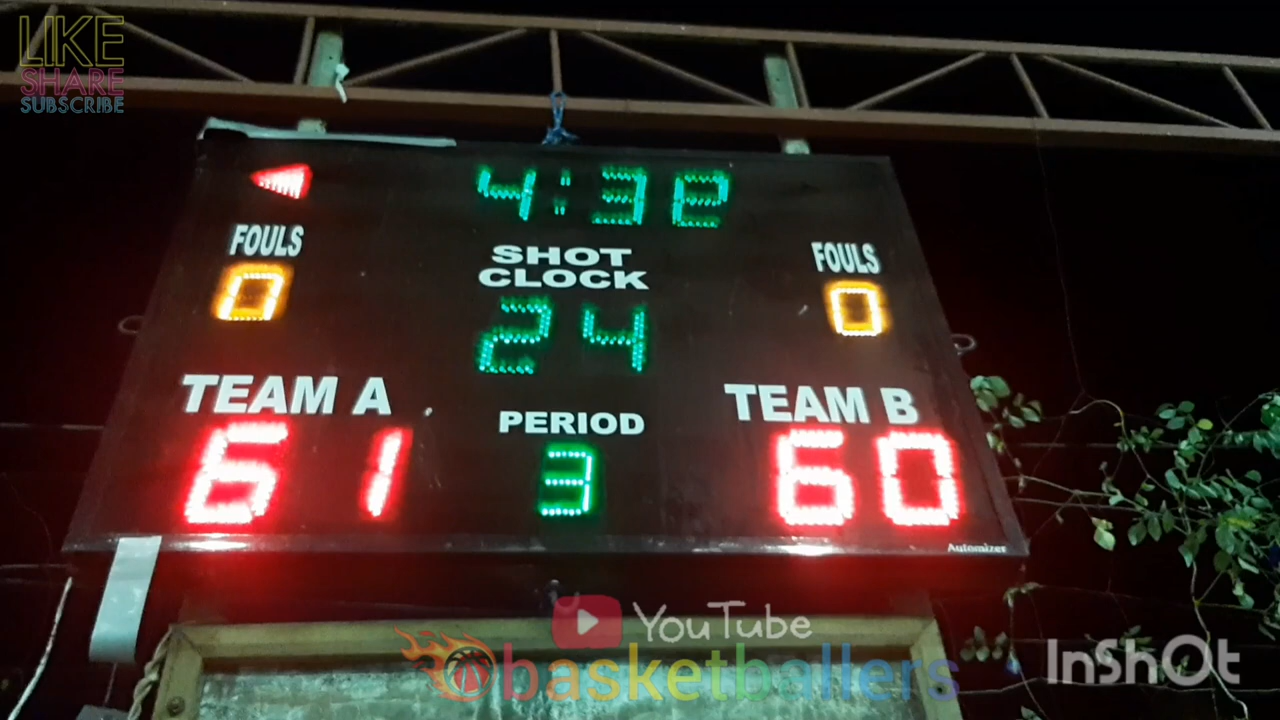 LIKE
SHARE
SUBSCRIBE
4:3
FOULS
SHOT
CLOCK
FOULS
0
24
0
TEAM A
PERIOD
TEAM B
61
3
60
Automizer
YouTube
basketballers
InShOt